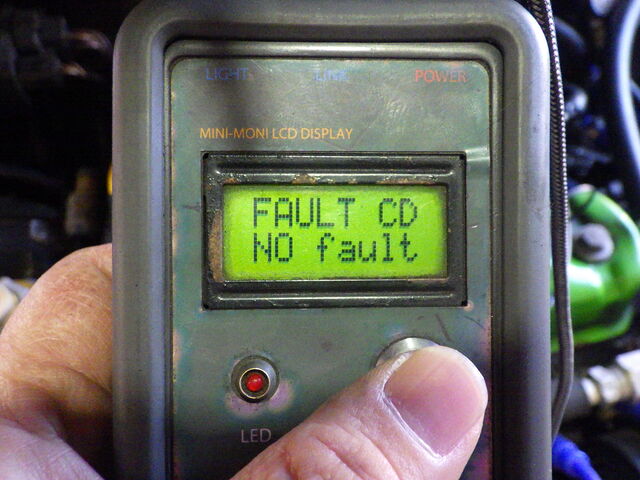 LIGHT LINK POWER
MINI-MONI LCD DISPLAY
FAULT CD
NO fault
LED